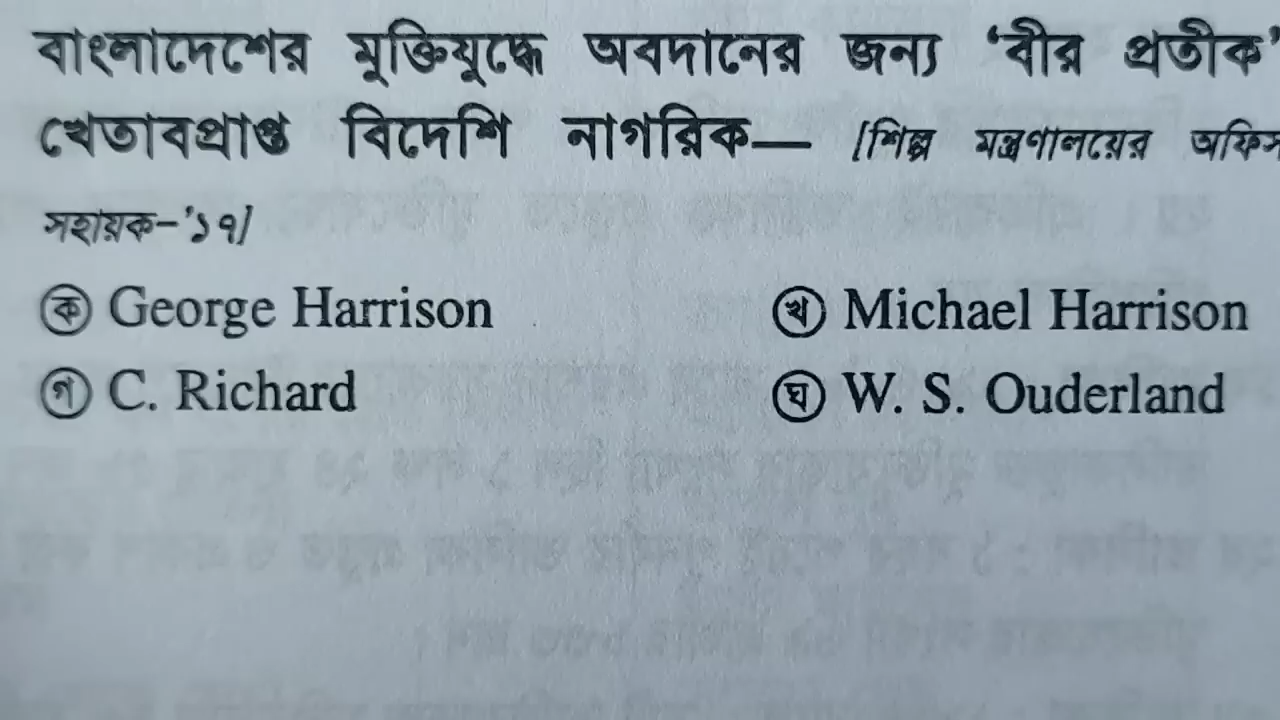 বাংলাদেশের মুক্তিযুদ্ধে অবদানের জন্য ‘বীর প্রতীক’
খেতাবপ্রাপ্ত বিদেশি নাগরিক— [শিল্প মন্ত্রণালয়ের অফিস
সহায়ক–’১৭]
ক George Harrison খ Michael Harrison
গ C. Richard ঘ W. S. Ouderland